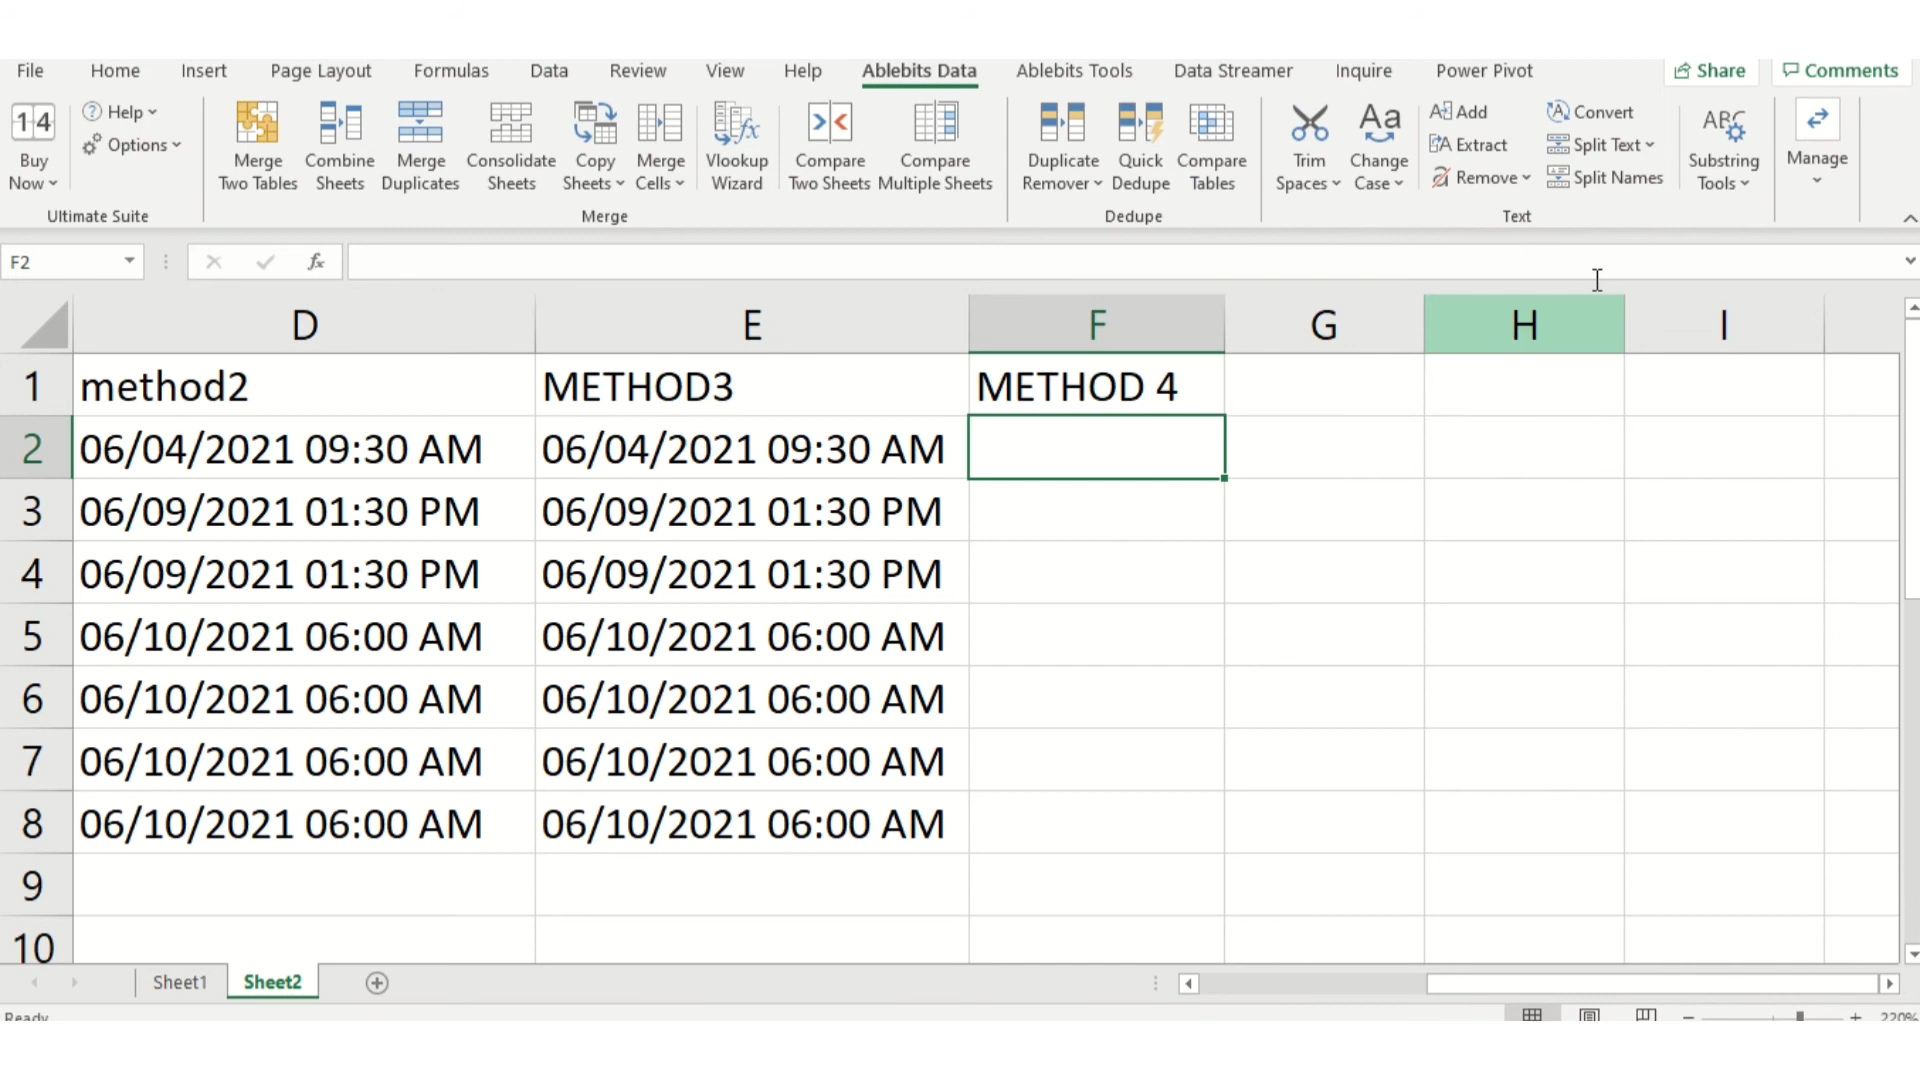 File Home Insert Page Layout Formulas Data Review View Help Ablebits Data Ablebits Tools Data Streamer Inquire Power Pivot Share Comments
14 Buy Now Help Options Ultimate Suite
Merge Two Tables Combine Sheets Merge Duplicates Consolidate Sheets Copy Sheets Merge Cells Vlookup Wizard Compare Two Sheets Compare Multiple Sheets Merge
Duplicate Remover Quick Dedupe Compare Tables Dedupe
Trim Spaces Aa Change Case Add Extract Remove Convert Split Text Split Names ABC Substring Tools Text
Manage
F2 fx
D E F G H I
1 method2 METHOD3 METHOD 4
2 06/04/2021 09:30 AM 06/04/2021 09:30 AM
3 06/09/2021 01:30 PM 06/09/2021 01:30 PM
4 06/09/2021 01:30 PM 06/09/2021 01:30 PM
5 06/10/2021 06:00 AM 06/10/2021 06:00 AM
6 06/10/2021 06:00 AM 06/10/2021 06:00 AM
7 06/10/2021 06:00 AM 06/10/2021 06:00 AM
8 06/10/2021 06:00 AM 06/10/2021 06:00 AM
9
10
Sheet1 Sheet2
Ready 220%